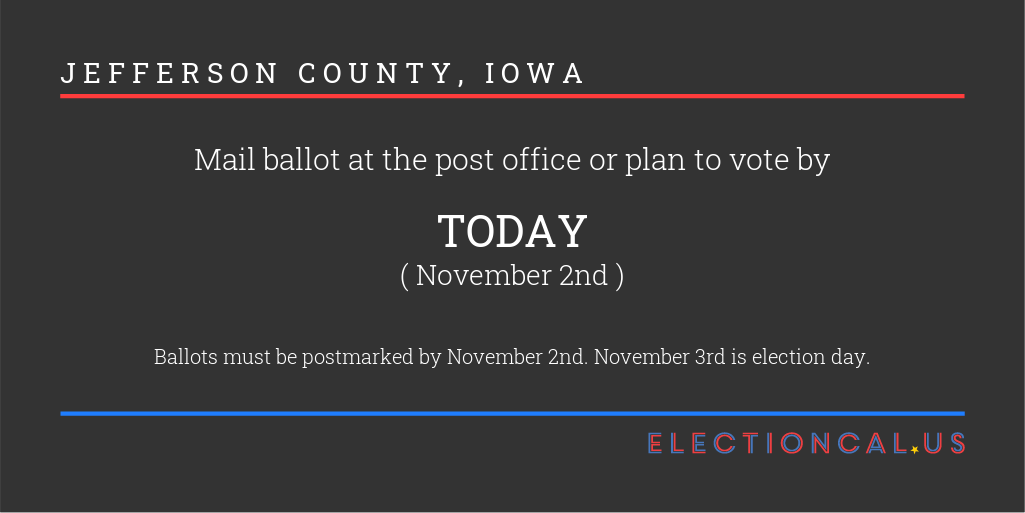 JEFFERSON COUNTY, IOWA
Mail ballot at the post office or plan to vote by
TODAY
( November 2nd )
Ballots must be postmarked by November 2nd. November 3rd is election day.
ELECTIONCAL.US